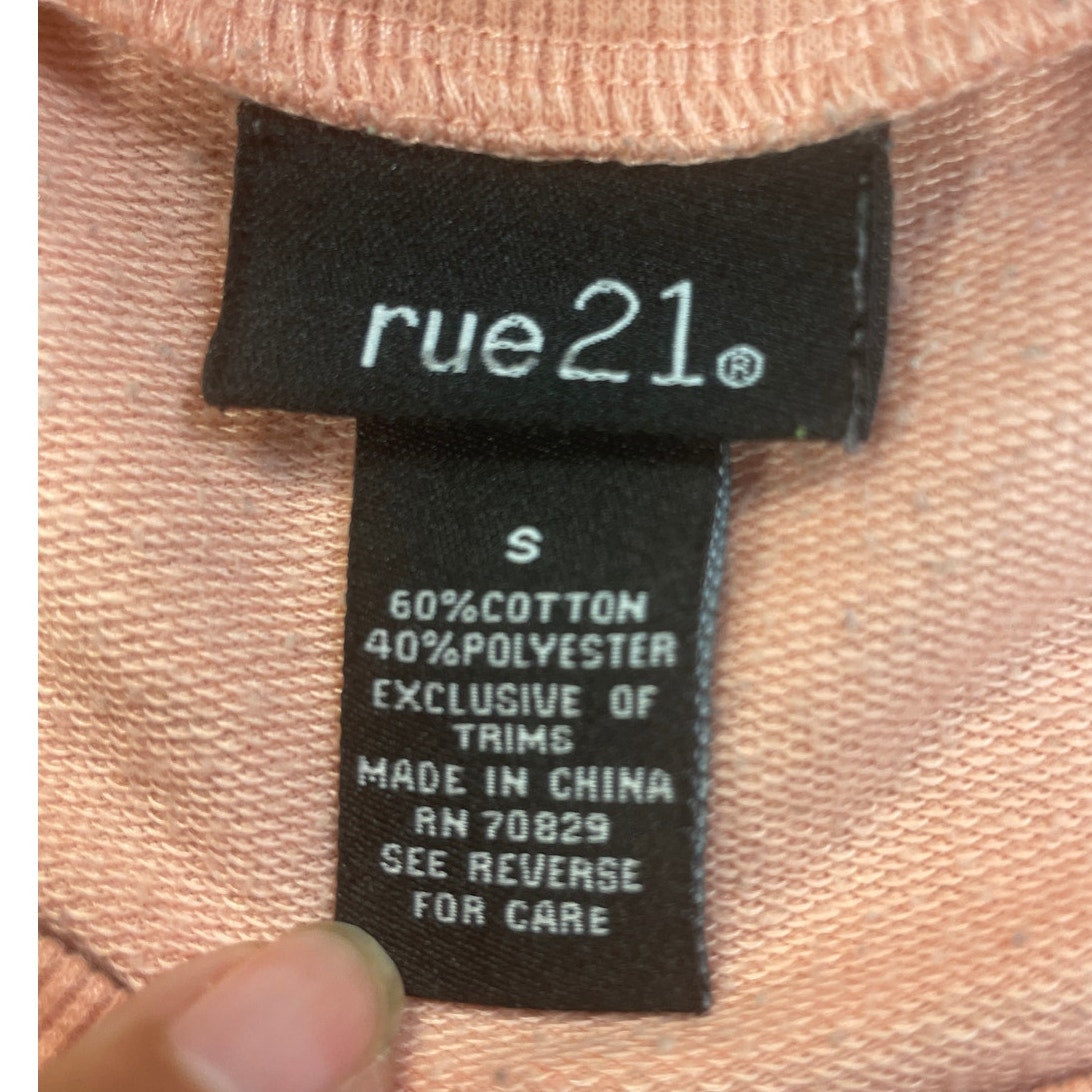 rue21®
S
60%COTTON
40%POLYESTER
EXCLUSIVE OF
TRIMS
MADE IN CHINA
RN 70829
SEE REVERSE
FOR CARE